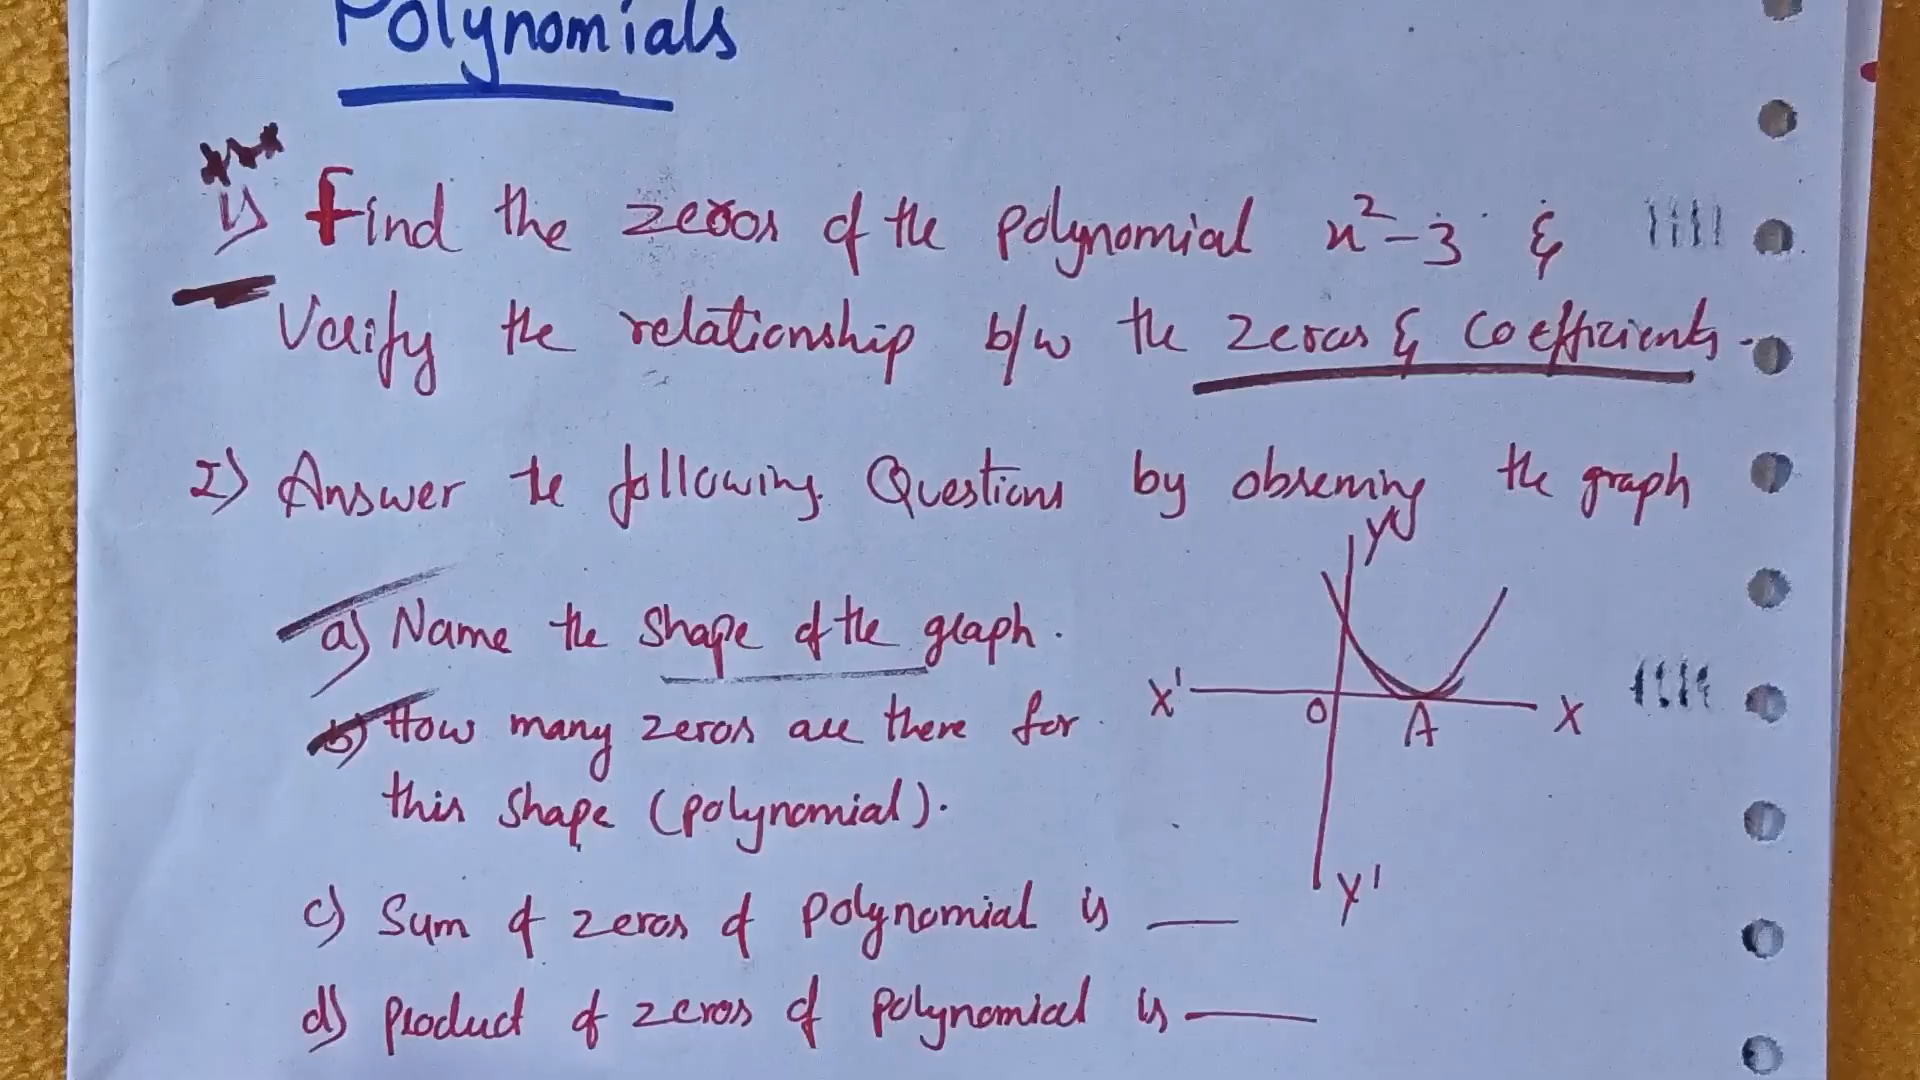 Polynomials
1) Find the zeros of the polynomial x²-3 &
Verify the relationship b/w the zeros & coefficients.
2) Answer the following Questions by observing the graph
a) Name the shape of the graph.
b) How many zeros are there for
this shape (polynomial).
c) Sum of zeros of polynomial is __
d) product of zeros of polynomial is __
Y
X'
O
A
X
Y'